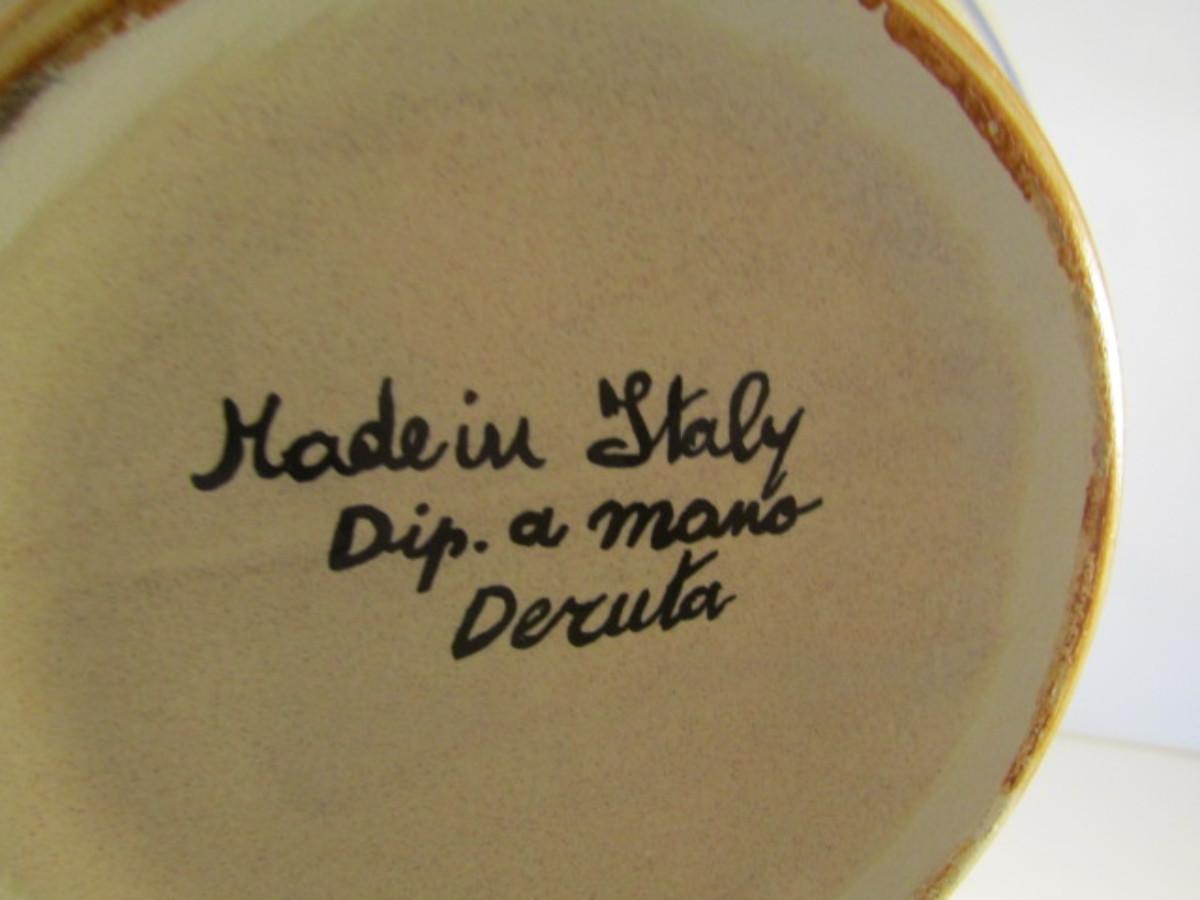 Made in Italy
Dip. a mano
Deruta